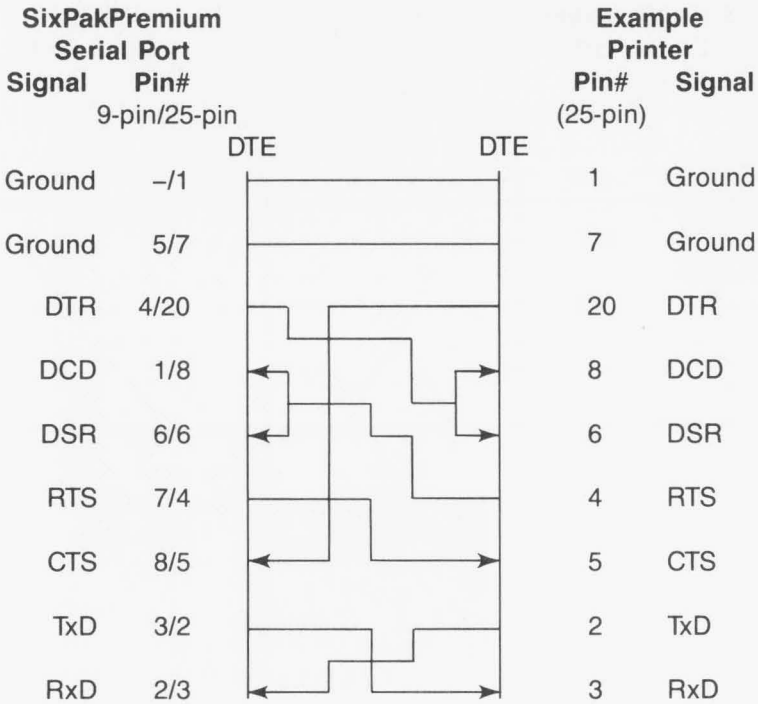 SixPakPremium Example
Serial Port Printer
Signal Pin# Pin# Signal
9-pin/25-pin (25-pin)
DTE DTE
Ground –/1 1 Ground
Ground 5/7 7 Ground
DTR 4/20 20 DTR
DCD 1/8 8 DCD
DSR 6/6 6 DSR
RTS 7/4 4 RTS
CTS 8/5 5 CTS
TxD 3/2 2 TxD
RxD 2/3 3 RxD